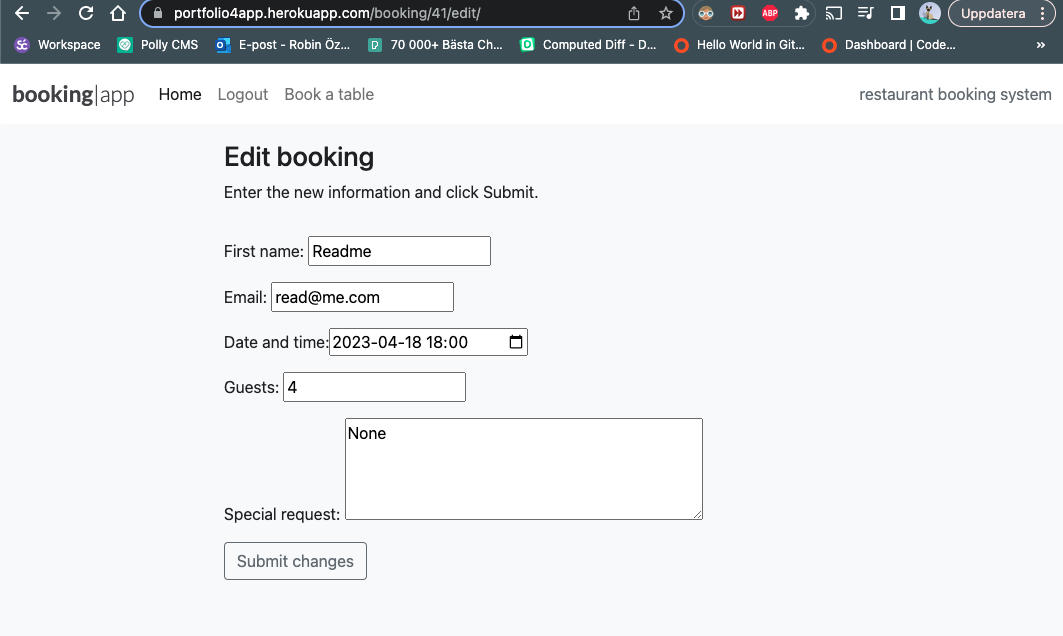 portfolio4app.herokuapp.com/booking/41/edit/
ABP
Uppdatera
Workspace
Polly CMS
E-post - Robin Öz...
70 000+ Bästa Ch...
Computed Diff - D...
Hello World in Git...
Dashboard | Code...
»
booking|app Home Logout Book a table restaurant booking system
Edit booking
Enter the new information and click Submit.
First name: Readme
Email: read@me.com
Date and time: 2023-04-18 18:00
Guests: 4
None
Special request:
Submit changes